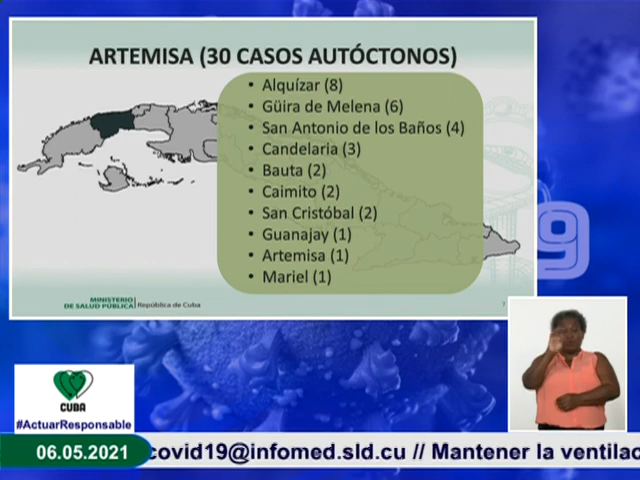 ARTEMISA (30 CASOS AUTÓCTONOS)
• Alquízar (8)
• Güira de Melena (6)
• San Antonio de los Baños (4)
• Candelaria (3)
• Bauta (2)
• Caimito (2)
• San Cristóbal (2)
• Guanajay (1)
• Artemisa (1)
• Mariel (1)
9
MINISTERIO
DE SALUD PÚBLICA República de Cuba
CUBA
#ActuarResponsable
06.05.2021 covid19@infomed.sld.cu // Mantener la ventilac